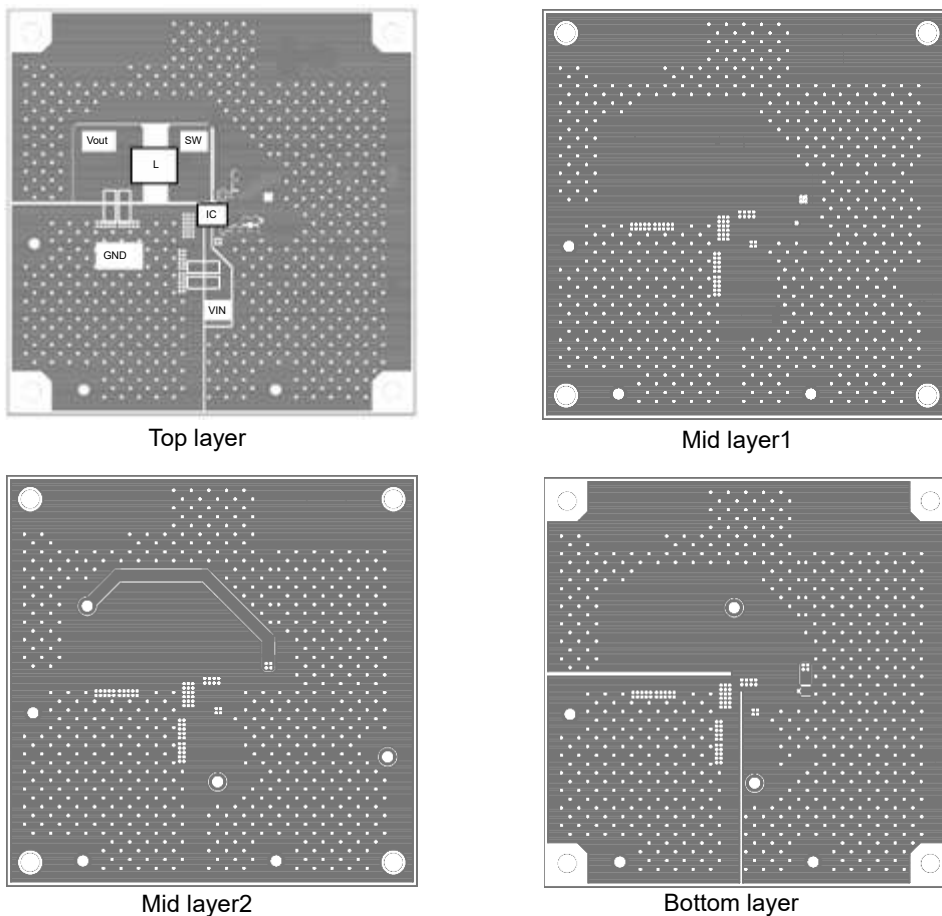 Vout
SW
L
IC
GND
VIN
Top layer
Mid layer1
Mid layer2
Bottom layer